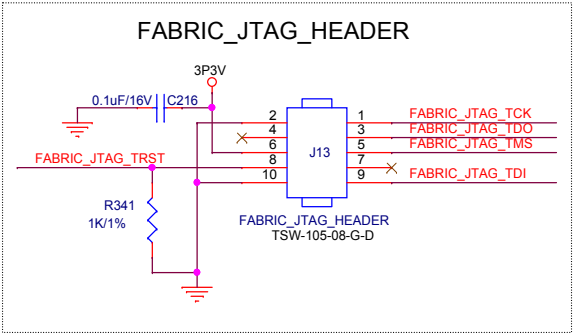 FABRIC_JTAG_HEADER
3P3V
0.1uF/16V C216
2 1 FABRIC_JTAG_TCK
4 3 FABRIC_JTAG_TDO
6 5 FABRIC_JTAG_TMS
J13
FABRIC_JTAG_TRST 8 7
10 9 FABRIC_JTAG_TDI
R341
1K/1%
FABRIC_JTAG_HEADER
TSW-105-08-G-D